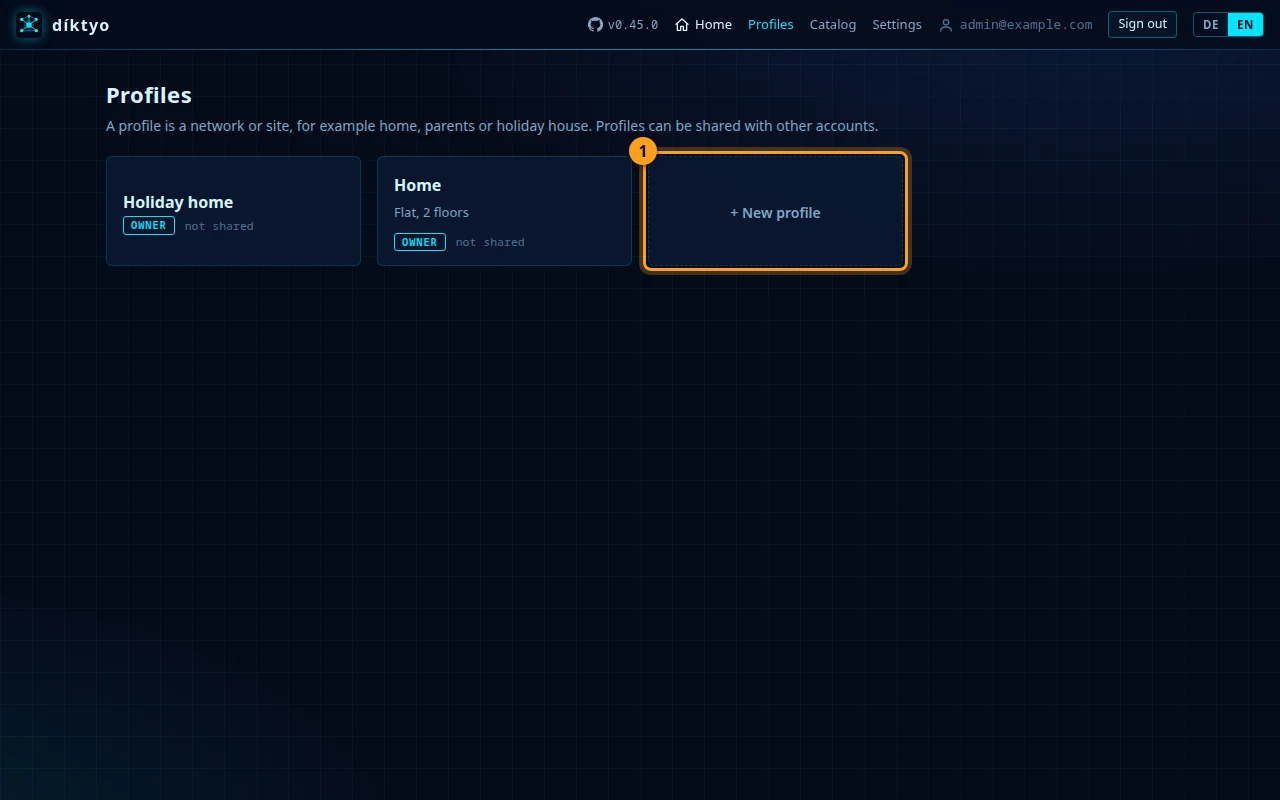 díktyo
v0.45.0
Home
Profiles
Catalog
Settings
admin@example.com
Sign out
DE
EN
Profiles
A profile is a network or site, for example home, parents or holiday house. Profiles can be shared with other accounts.
Holiday home
OWNER
not shared
Home
Flat, 2 floors
OWNER
not shared
1
+ New profile